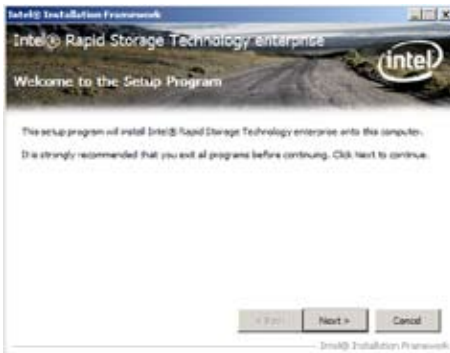 Intel® Installation Framework
Intel® Rapid Storage Technology enterprise
intel
Welcome to the Setup Program
This setup program will install Intel® Rapid Storage Technology enterprise onto this computer.
It is strongly recommended that you exit all programs before continuing. Click Next to continue.
< Back
Next >
Cancel
Intel® Installation Framework